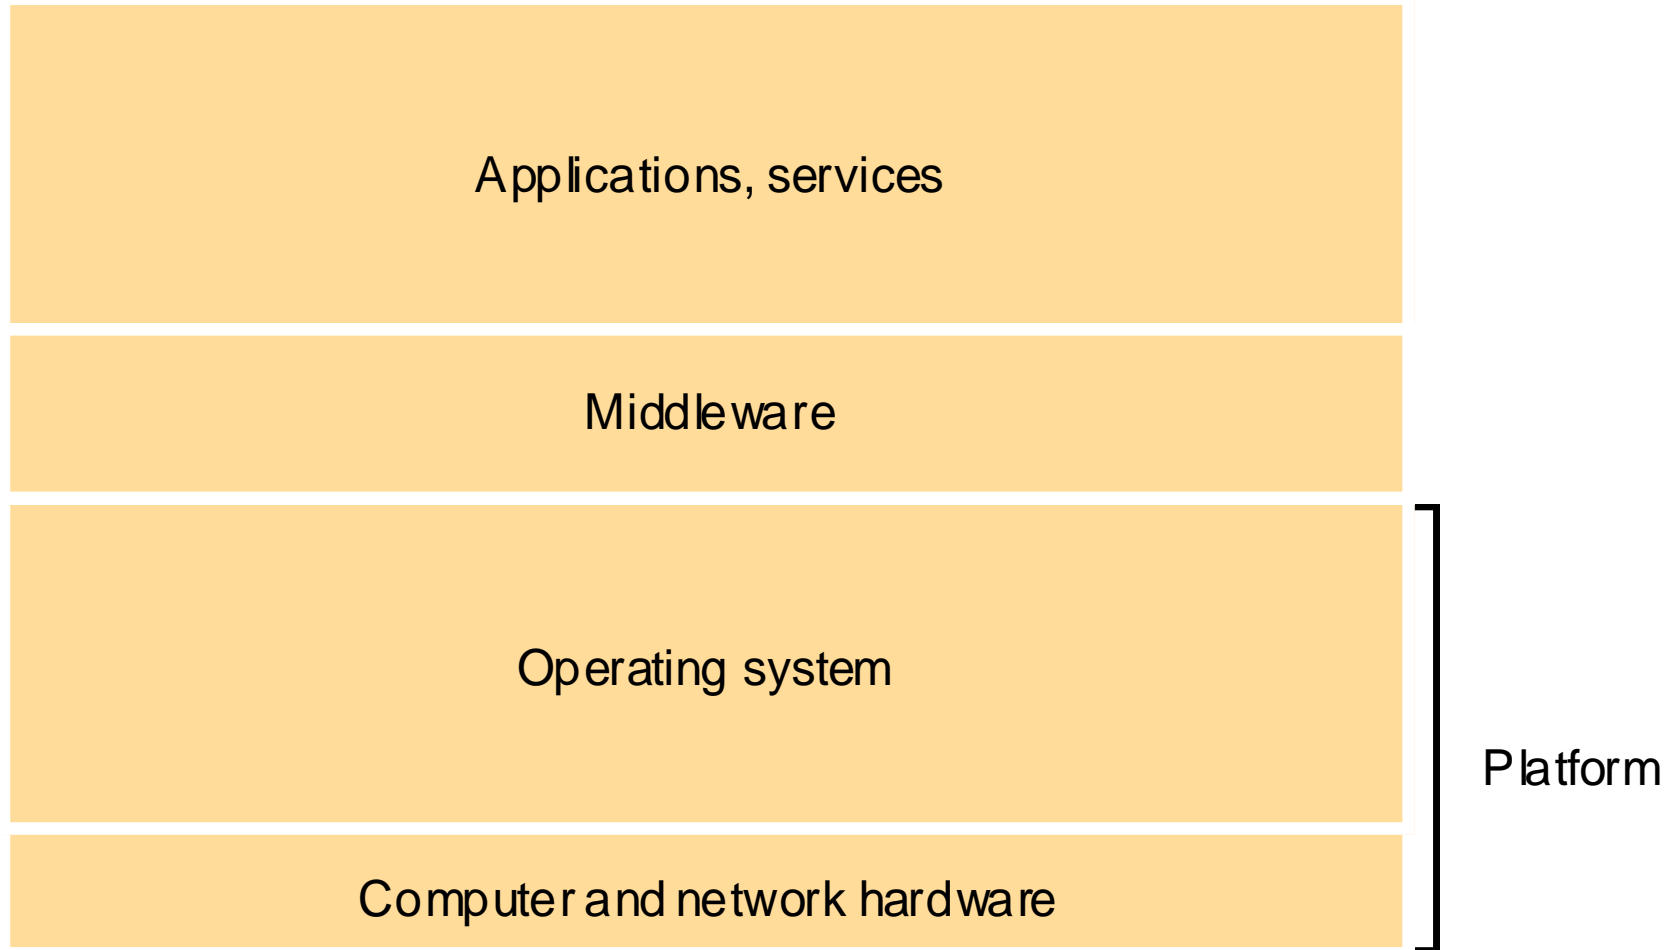 Applications, services
Middleware
Operating system
Platform
Computer and network hardware